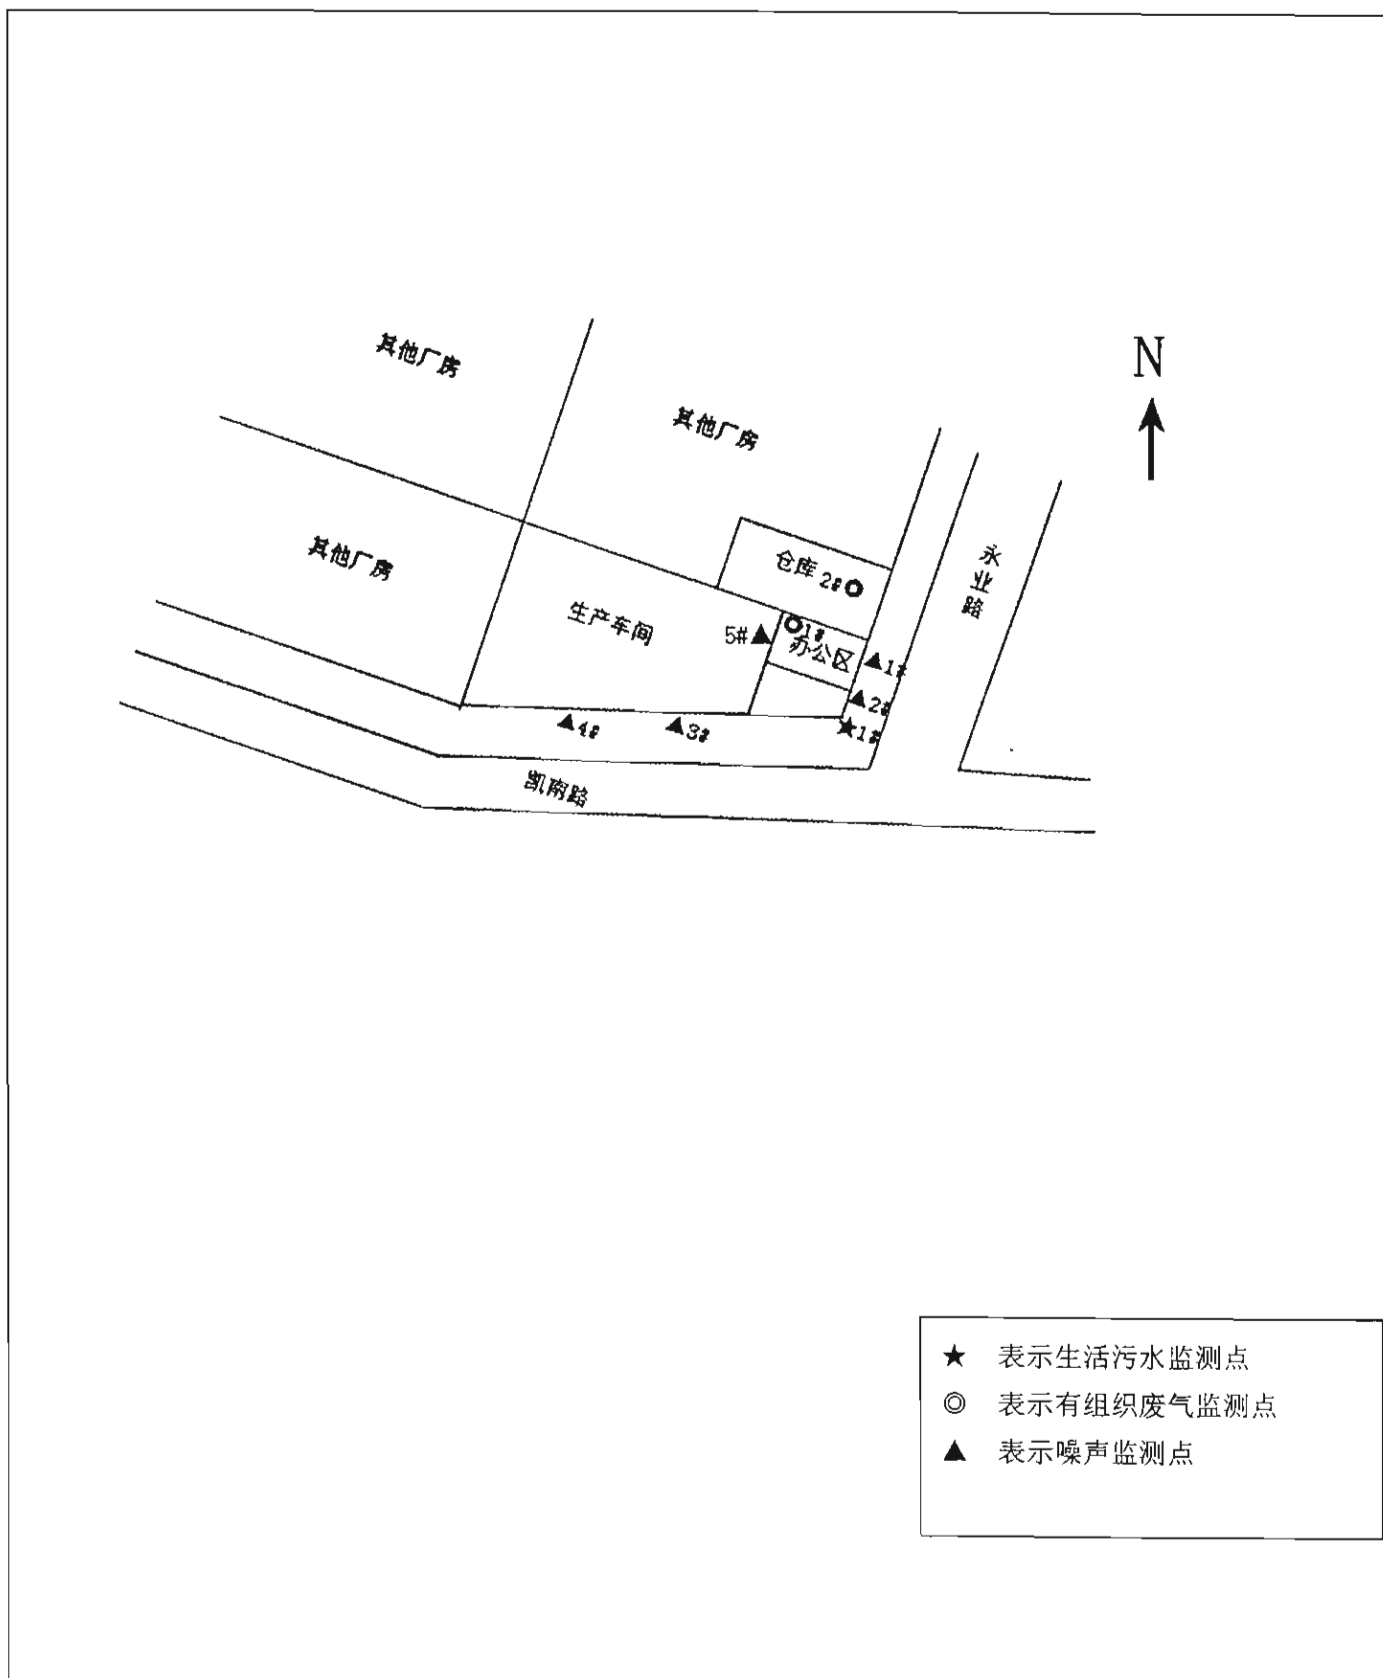 其他厂房
N
其他厂房
永业路
其他厂房
仓库 2#
生产车间
5#
1#
办公区
1#
2#
1#
4#
3#
凯南路
★ 表示生活污水监测点
◎ 表示有组织废气监测点
▲ 表示噪声监测点